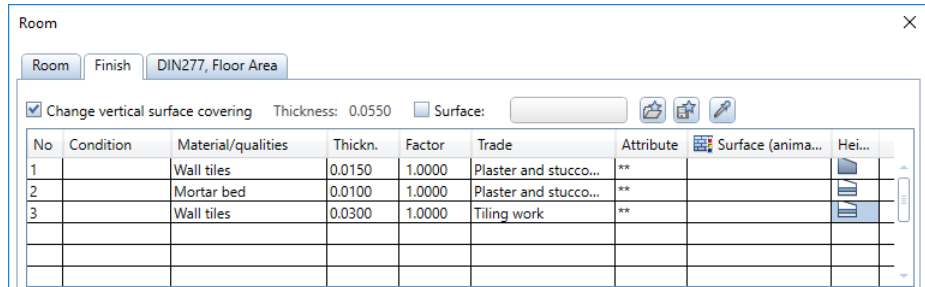 Room
Room Finish DIN277, Floor Area
Change vertical surface covering Thickness: 0.0550 Surface:
No Condition Material/qualities Thickn. Factor Trade Attribute Surface (anima... Hei...
1 Wall tiles 0.0150 1.0000 Plaster and stucco... **
2 Mortar bed 0.0100 1.0000 Plaster and stucco... **
3 Wall tiles 0.0300 1.0000 Tiling work **